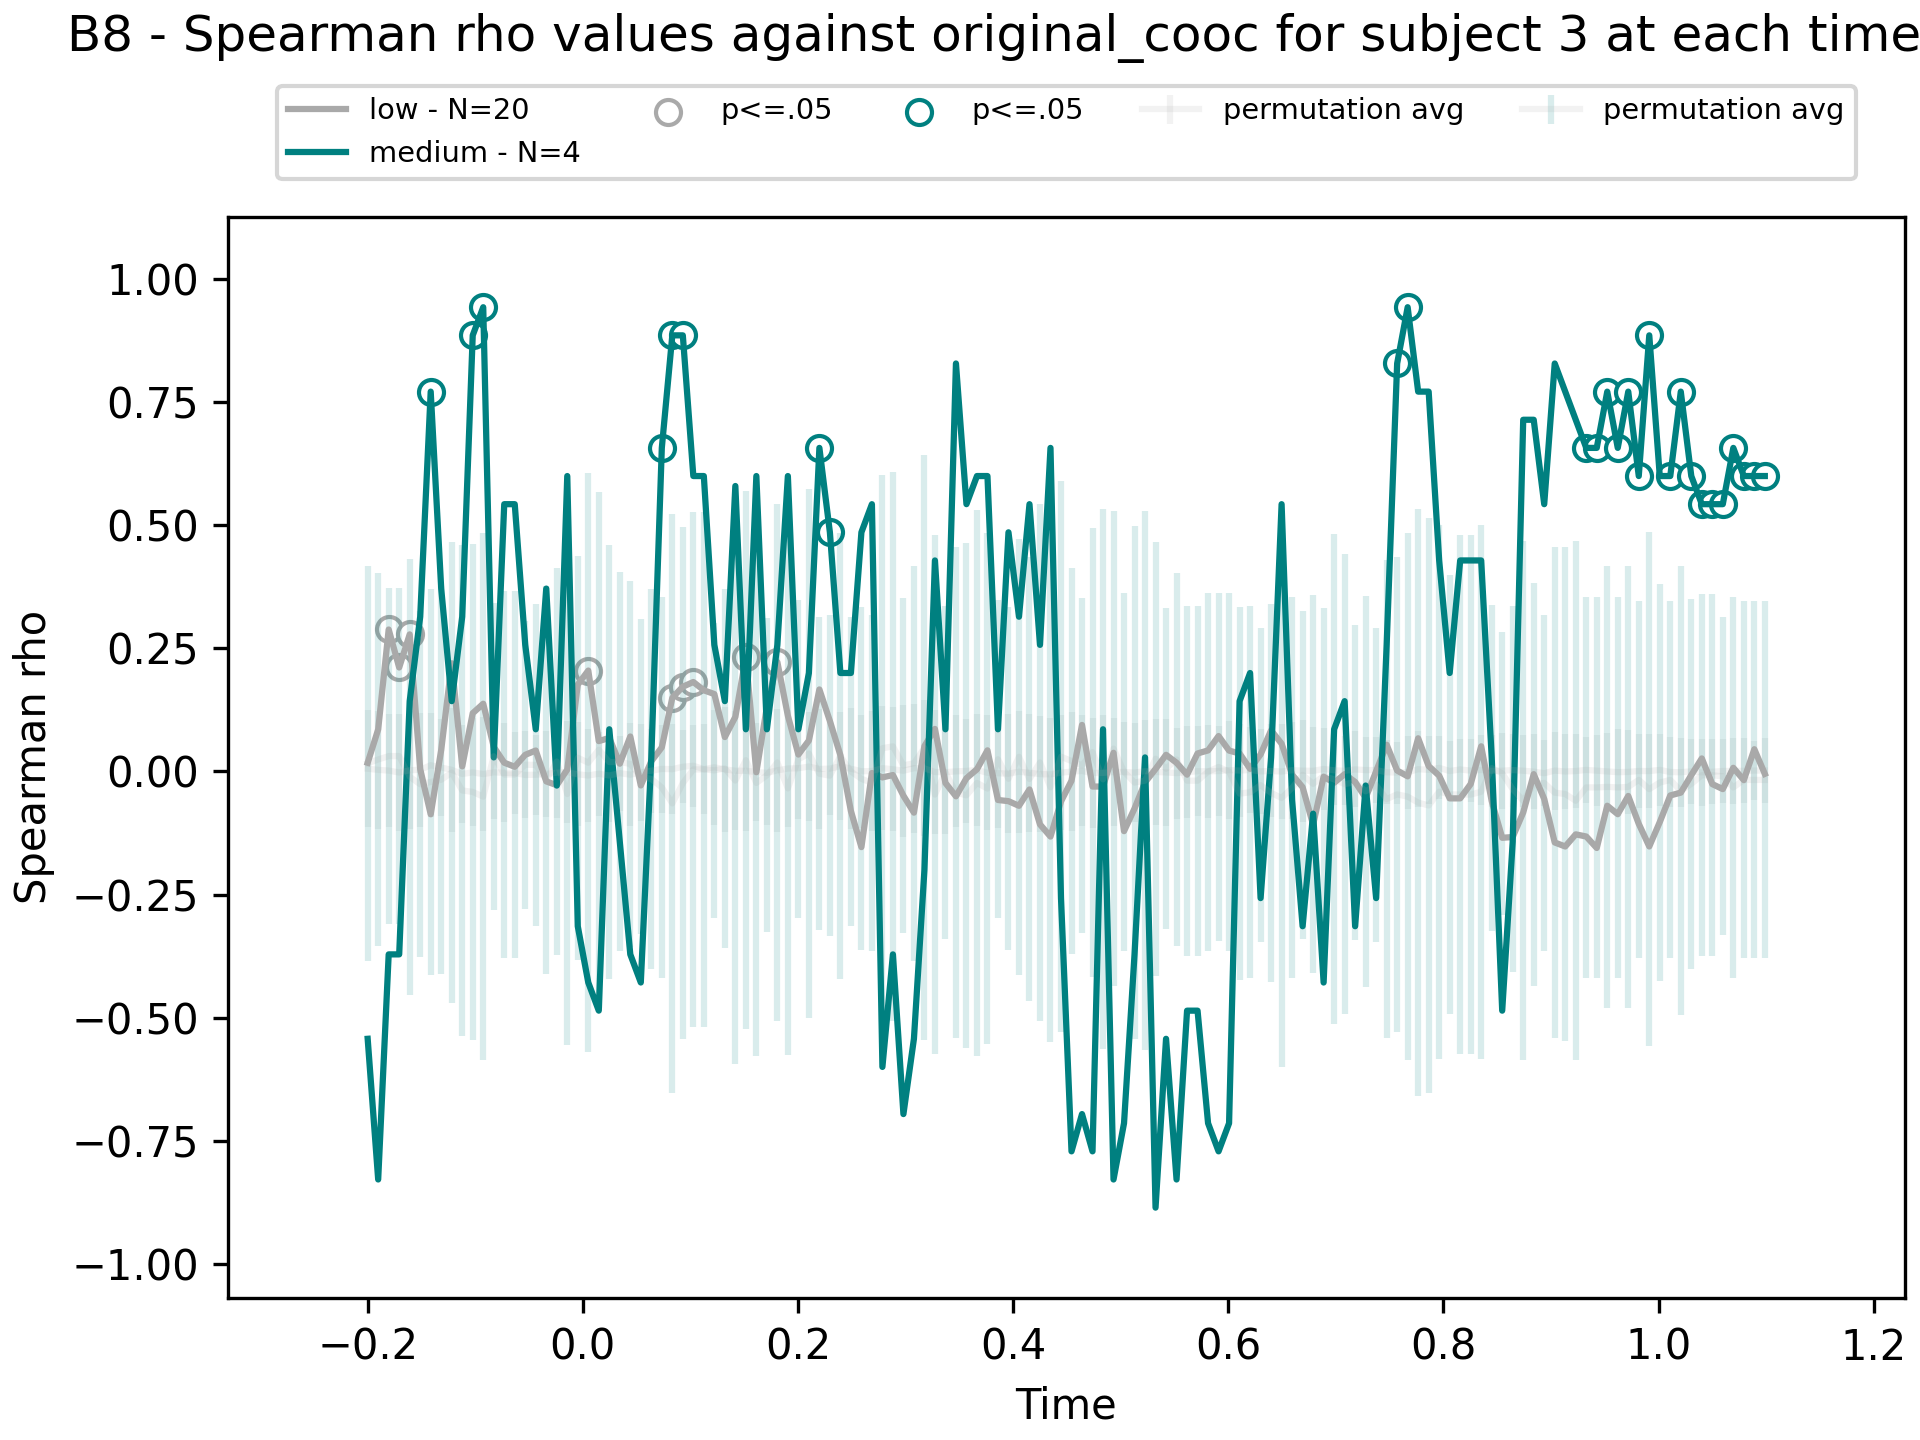 B8 - Spearman rho values against original_cooc for subject 3 at each time
low - N=20
medium - N=4
p<=.05
p<=.05
permutation avg
permutation avg
Spearman rho
1.00
0.75
0.50
0.25
0.00
−0.25
−0.50
−0.75
−1.00
−0.2 0.0 0.2 0.4 0.6 0.8 1.0 1.2
Time